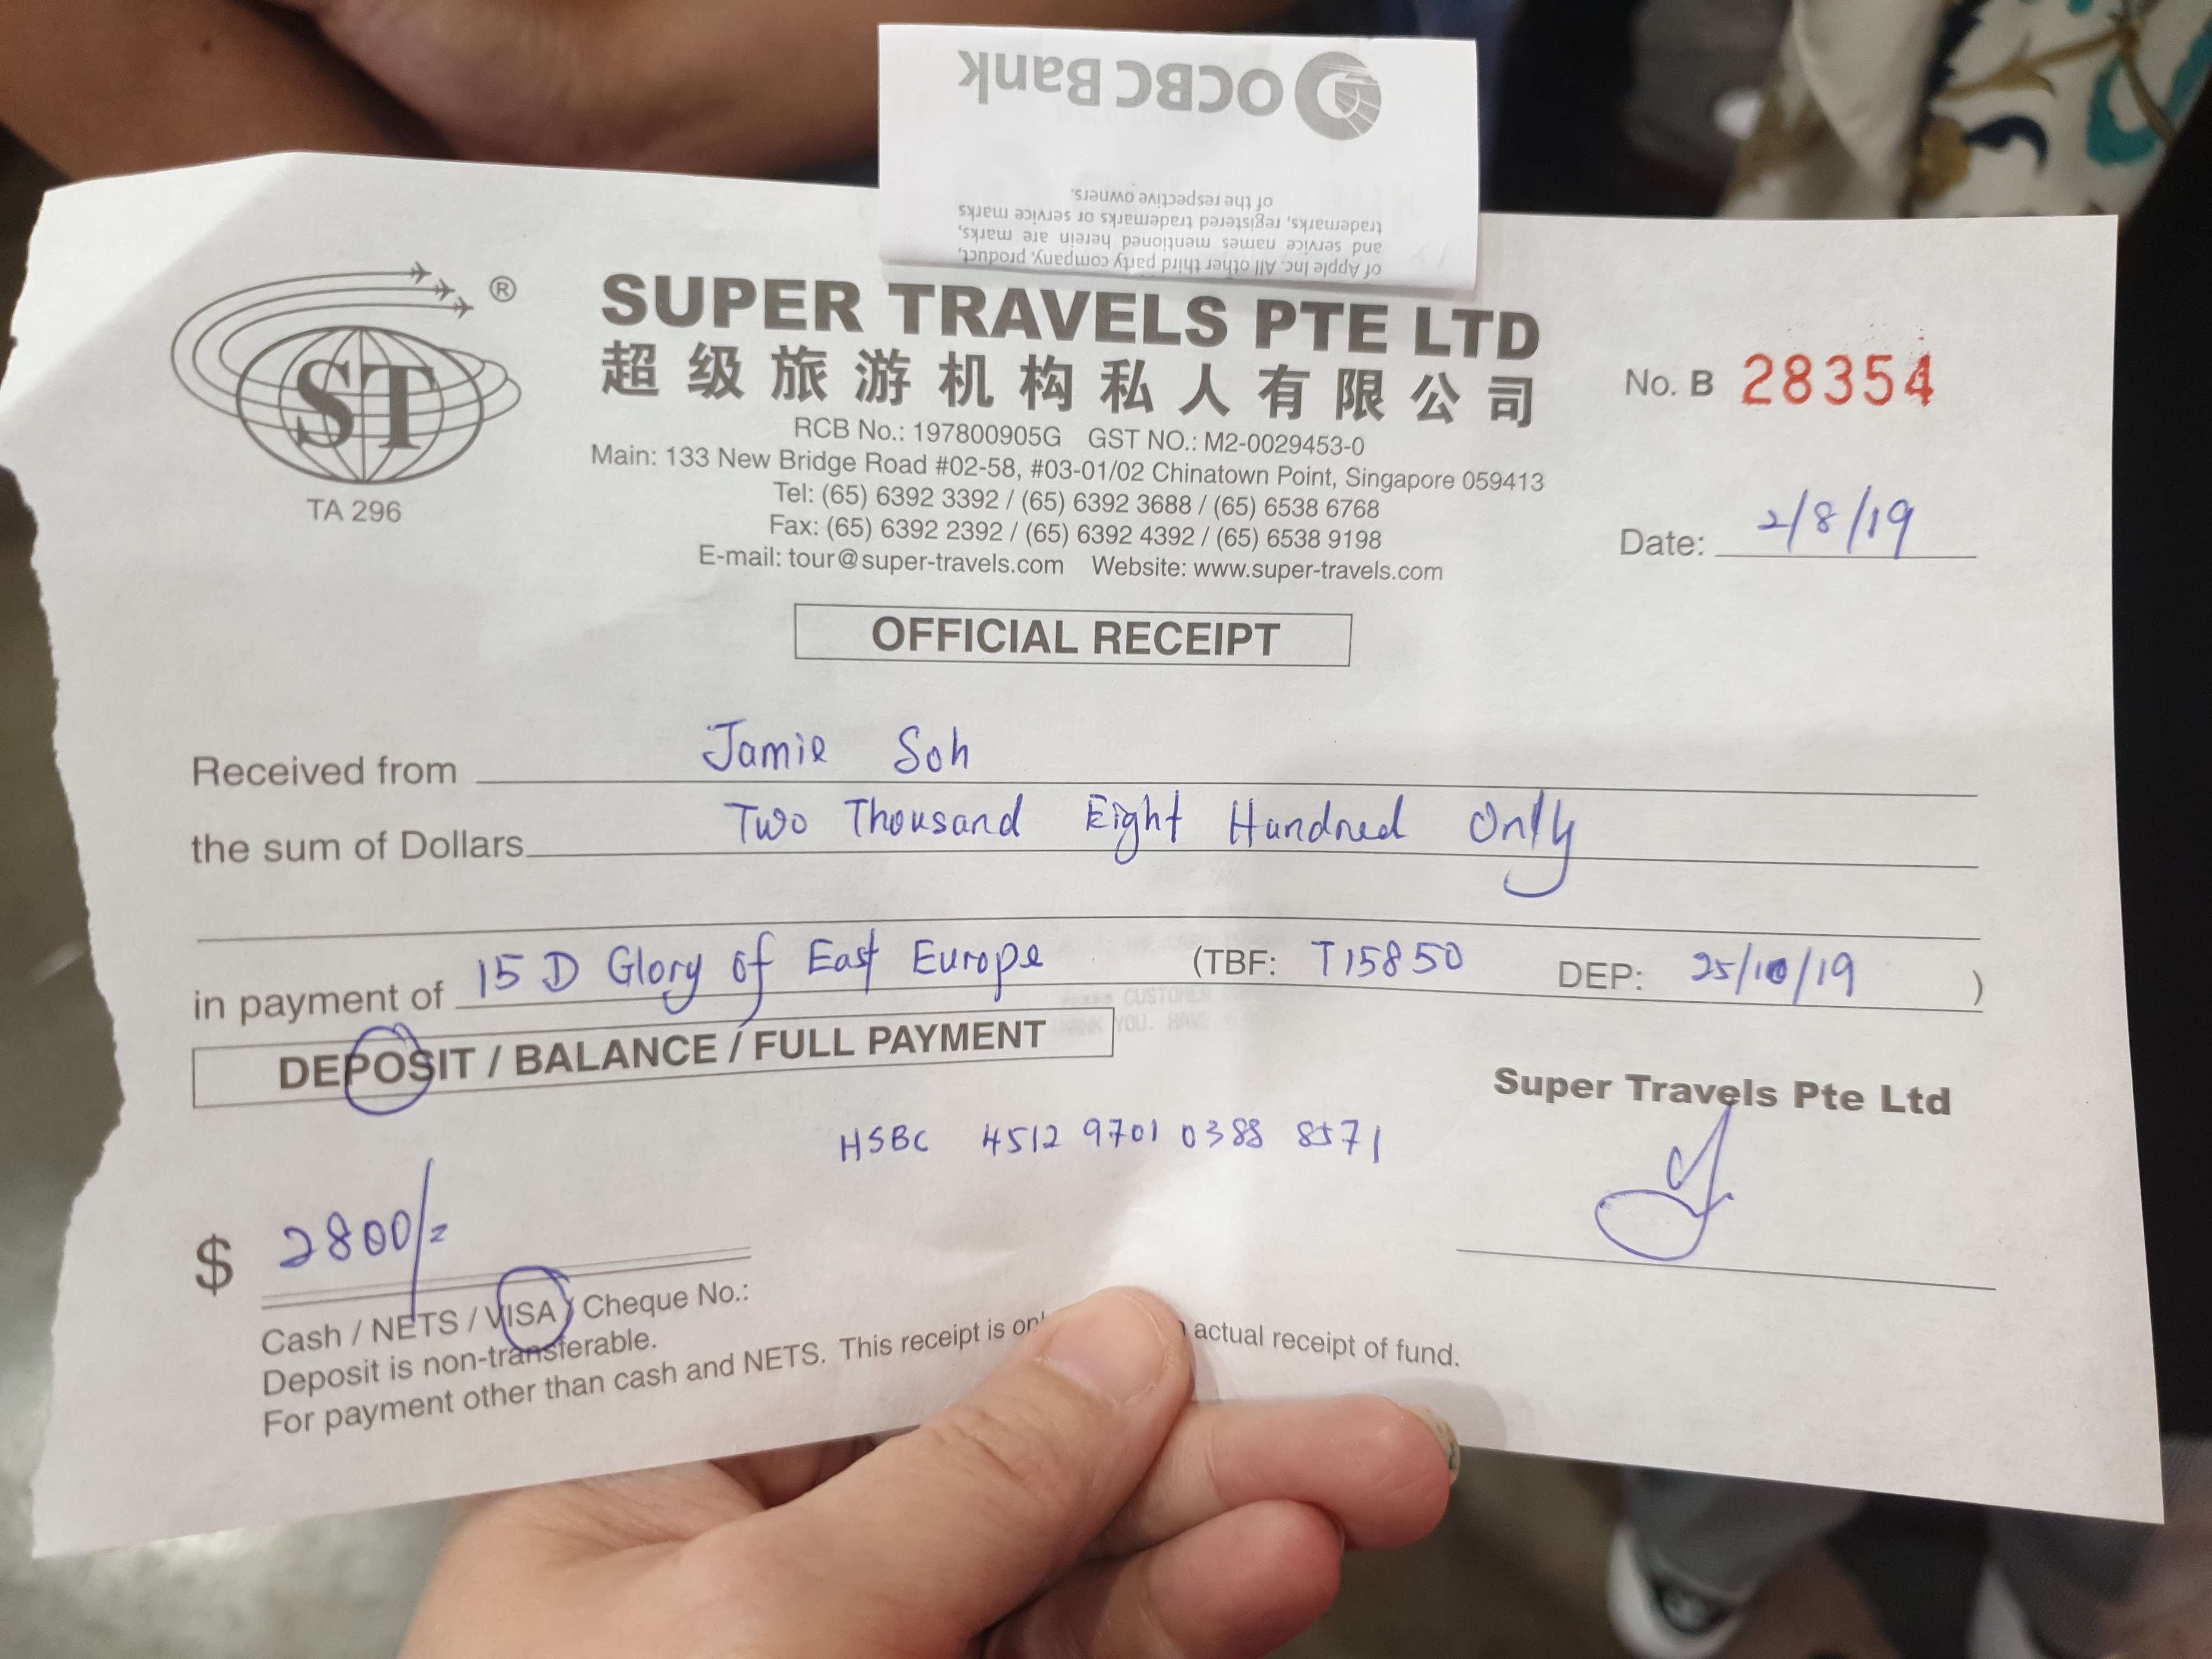 OCBC Bank
of Apple Inc. All other third party company, product,
and service names mentioned herein are marks,
trademarks, registered trademarks or service marks
of the respective owners.
ST ®
TA 296
SUPER TRAVELS PTE LTD
超级旅游机构私人有限公司
RCB No.: 197800905G GST NO.: M2-0029453-0
Main: 133 New Bridge Road #02-58, #03-01/02 Chinatown Point, Singapore 059413
Tel: (65) 6392 3392 / (65) 6392 3688 / (65) 6538 6768
Fax: (65) 6392 2392 / (65) 6392 4392 / (65) 6538 9198
E-mail: tour@super-travels.com Website: www.super-travels.com
No. B 28354
Date: 2/8/19
OFFICIAL RECEIPT
Received from Jamie Soh
the sum of Dollars Two Thousand Eight Hundred Only
in payment of 15 D Glory of East Europe (TBF: T15850 DEP: 25/10/19 )
DEPOSIT / BALANCE / FULL PAYMENT
Super Travels Pte Ltd
HSBC 4512 9701 0388 8571
$ 2800/=
Cash / NETS / VISA / Cheque No.:
Deposit is non-transferable.
For payment other than cash and NETS. This receipt is actual receipt of fund.